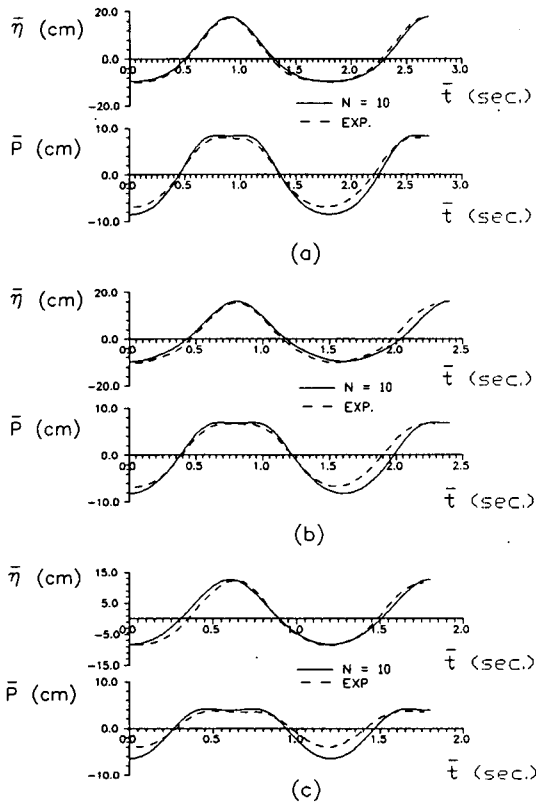 η̄ (cm)
20.0
0.0
-20.0
0.0 0.5 1.0 1.5 2.0 2.5 3.0
t̄ (sec.)
N = 10
EXP.
P̄ (cm)
10.0
0.0
-10.0
0.0 0.5 1.0 1.5 2.0 2.5 3.0
t̄ (sec.)
(a)
η̄ (cm)
20.0
0.0
-20.0
0.0 0.5 1.0 1.5 2.0 2.5
t̄ (sec.)
N = 10
EXP.
P̄ (cm)
10.0
0.0
-10.0
0.0 0.5 1.0 1.5 2.0 2.5
t̄ (sec.)
(b)
η̄ (cm)
15.0
5.0
-5.0
-15.0
0.0 0.5 1.0 1.5 2.0
t̄ (sec.)
N = 10
EXP
P̄ (cm)
10.0
0.0
-10.0
0.0 0.5 1.0 1.5 2.0
t̄ (sec.)
(c)